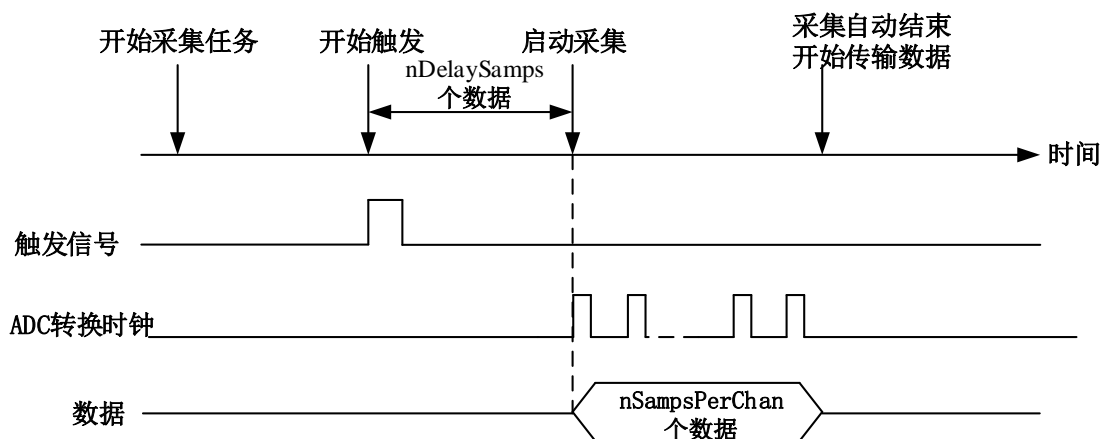 开始采集任务
开始触发
启动采集
采集自动结束
开始传输数据
nDelaySamps
个数据
时间
触发信号
ADC转换时钟
数据
nSampsPerChan
个数据